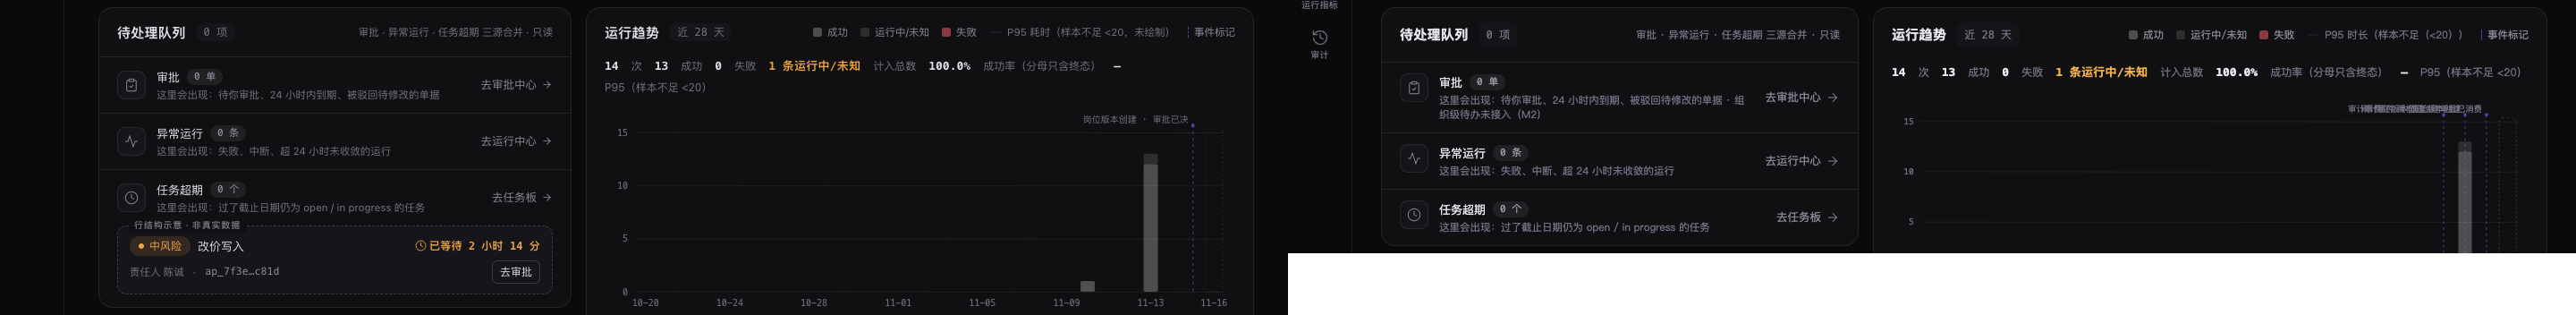 待处理队列 0 项 审批 · 异常运行 · 任务超期 三源合并 · 只读
审批 0 单 去审批中心 →
这里会出现：待你审批、24 小时内到期、被驳回待修改的单据
异常运行 0 条 去运行中心 →
这里会出现：失败、中断、超 24 小时未收敛的运行
任务超期 0 个 去任务板 →
这里会出现：过了截止日期仍为 open / in progress 的任务
行结构示意 · 非真实数据
中风险 改价写入 已等待 2 小时 14 分
责任人 陈诚 · ap_7f3e…c81d 去审批
运行趋势 近 28 天 成功 运行中/未知 失败 P95 耗时（样本不足 <20，未绘制） 事件标记
14 次 13 成功 0 失败 1 条运行中/未知 计入总数 100.0% 成功率（分母只含终态） —
P95（样本不足 <20）
岗位版本创建 · 审批已决
15
10
5
0
10-20 10-24 10-28 11-01 11-05 11-09 11-13 11-16
运行指标
审计
待处理队列 0 项 审批 · 异常运行 · 任务超期 三源合并 · 只读
审批 0 单 去审批中心 →
这里会出现：待你审批、24 小时内到期、被驳回待修改的单据 · 组
织级待办未接入（M2）
异常运行 0 条 去运行中心 →
这里会出现：失败、中断、超 24 小时未收敛的运行
任务超期 0 个 去任务板 →
这里会出现：过了截止日期仍为 open / in progress 的任务
运行趋势 近 28 天 成功 运行中/未知 失败 P95 时长（样本不足（<20）） 事件标记
14 次 13 成功 0 失败 1 条运行中/未知 计入总数 100.0% 成功率（分母只含终态） — P95（样本不足 <20）
15
10
5